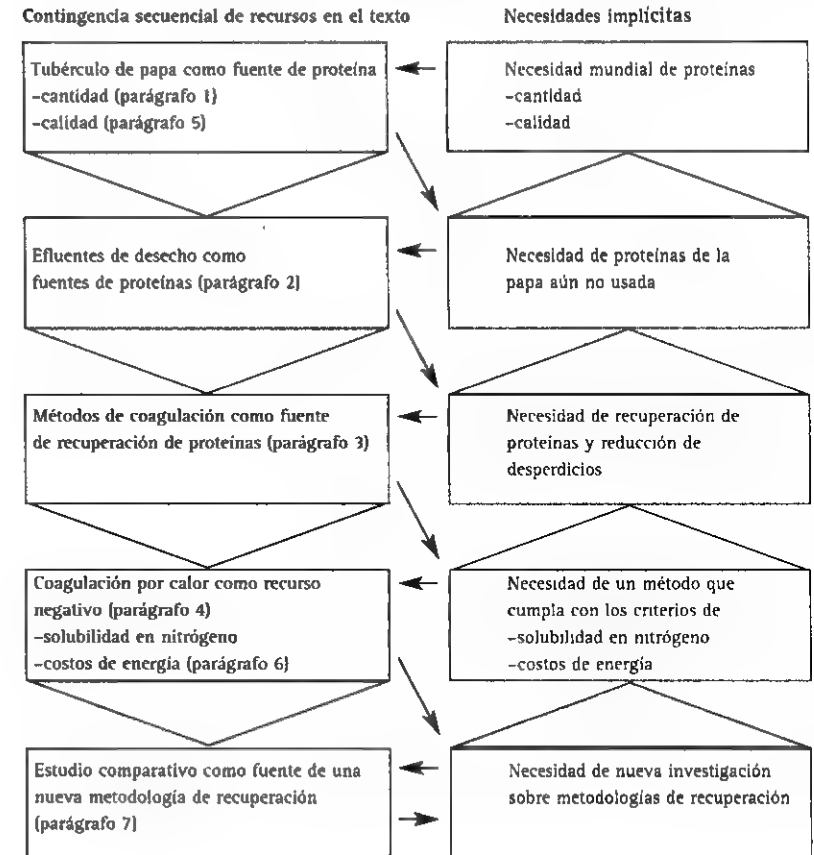 Contingencia secuencial de recursos en el texto
Necesidades implícitas
Tubérculo de papa como fuente de proteína
-cantidad (parágrafo 1)
-calidad (parágrafo 5)
Necesidad mundial de proteínas
-cantidad
-calidad
Efluentes de desecho como
fuentes de proteínas (parágrafo 2)
Necesidad de proteínas de la
papa aún no usada
Métodos de coagulación como fuente
de recuperación de proteínas (parágrafo 3)
Necesidad de recuperación de
proteínas y reducción de
desperdicios
Coagulación por calor como recurso
negativo (parágrafo 4)
-solubilidad en nitrógeno
-costos de energía (parágrafo 6)
Necesidad de un método que
cumpla con los criterios de
-solubilidad en nitrógeno
-costos de energía
Estudio comparativo como fuente de una
nueva metodología de recuperación
(parágrafo 7)
Necesidad de nueva investigación
sobre metodologías de recuperación